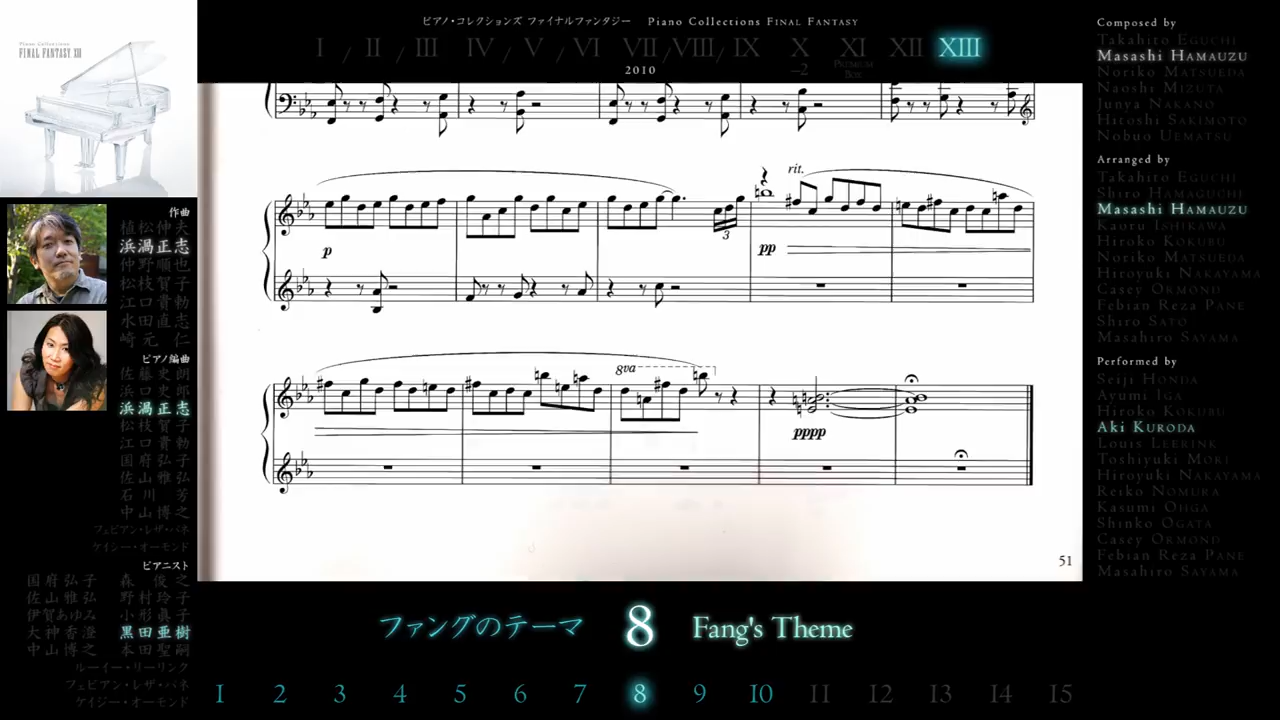 ピアノ・コレクションズ ファイナルファンタジー Piano Collections FINAL FANTASY
I / II / III / IV / V / VI / VII / VIII / IX / X / XI / XII XIII
-2 PREMIUM BOX
2010
Piano Collections
FINAL FANTASY XIII
作曲
植松伸夫
浜渦正志
仲野順也
松枝賀子
江口貴勅
水田直志
崎元 仁
ピアノ編曲
佐藤史朗
浜口史郎
浜渦正志
松枝賀子
江口貴勅
国府弘子
佐山雅弘
石川 芳
中山博之
フェビアン・レザ・パネ
ケイシー・オーモンド
ピアニスト
国府弘子 森 俊之
佐山雅弘 野村玲子
伊賀あゆみ 小形眞子
大神香澄 黒田亜樹
中山博之 本田聖嗣
ルーイー・リーリンク
フェビアン・レザ・パネ
ケイジー・オーモンド
p
3
rit.
pp
8va
pppp
51
Composed by
Takahito EGUCHI
Masashi HAMAUZU
Noriko MATSUEDA
Naoshi MIZUTA
Junya NAKANO
Hitoshi SAKIMOTO
Nobuo UEMATSU
Arranged by
Takahito EGUCHI
Shiro HAMAGUCHI
Masashi HAMAUZU
Kaoru ISHIKAWA
Hiroko KOKUBU
Noriko MATSUEDA
Hiroyuki NAKAYAMA
Casey ORMOND
Febian Reza PANE
Shiro SATO
Masahiro SAYAMA
Performed by
Seiji HONDA
Ayumi IGA
Hiroko KOKUBU
Aki KURODA
Louis LEERINK
Toshiyuki MORI
Hiroyuki NAKAYAMA
Reiko NOMURA
Kasumi OHGA
Shinko OGATA
Casey ORMOND
Febian Reza PANE
Masahiro SAYAMA
ファングのテーマ 8 Fang's Theme
1 2 3 4 5 6 7 8 9 10 11 12 13 14 15